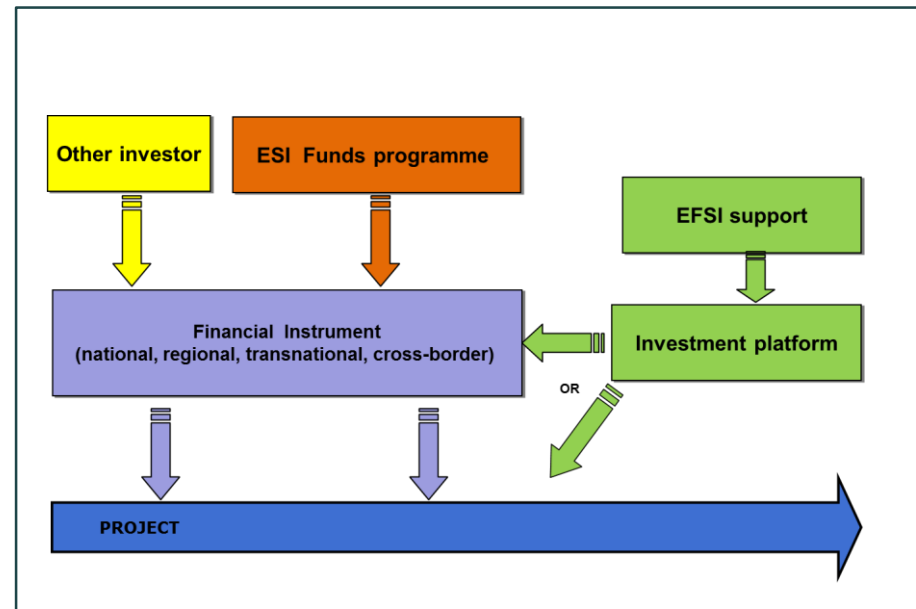 Other investor
ESI Funds programme
EFSI support
Financial Instrument
(national, regional, transnational, cross-border)
Investment platform
OR
PROJECT